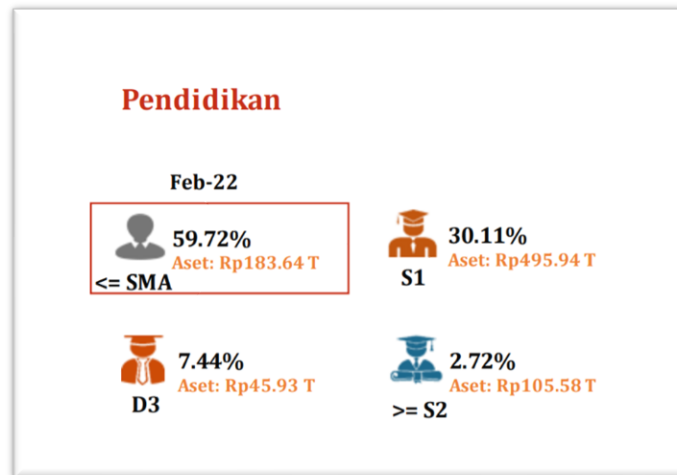 Pendidikan
Feb-22
59.72%
Aset: Rp183.64 T
<= SMA
30.11%
Aset: Rp495.94 T
S1
7.44%
Aset: Rp45.93 T
D3
2.72%
Aset: Rp105.58 T
>= S2